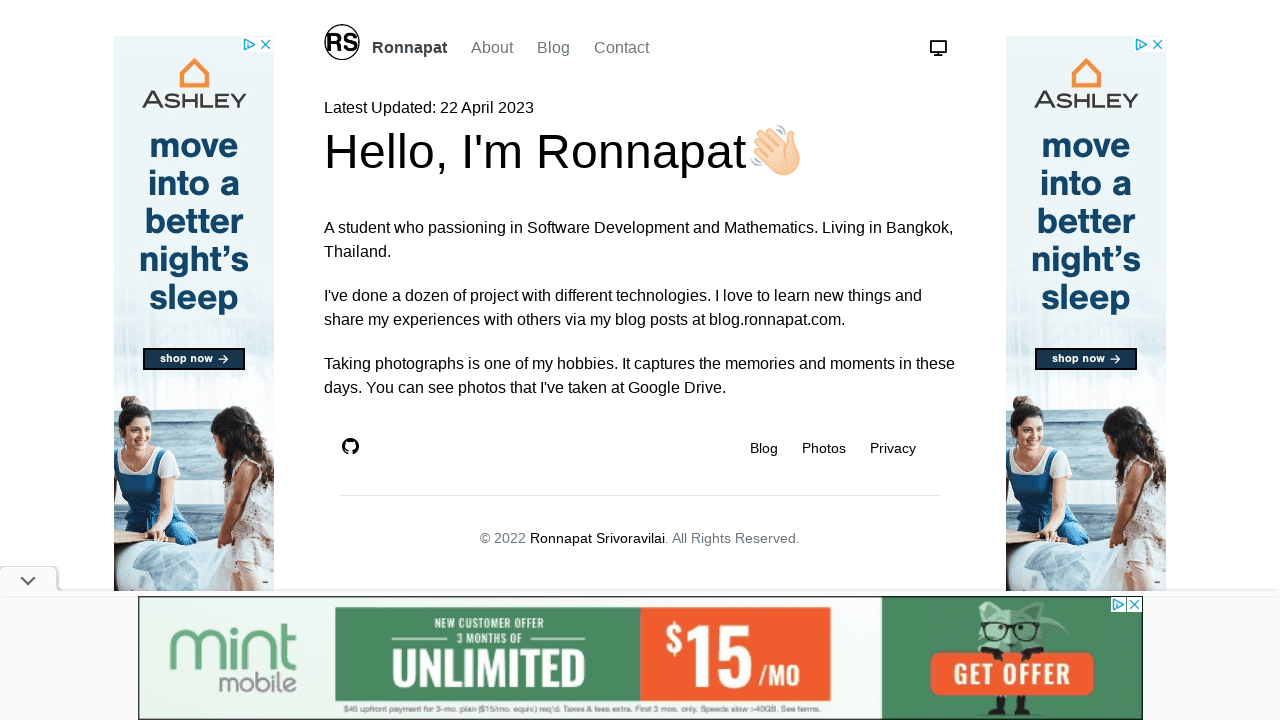 RS
Ronnapat About Blog Contact
Latest Updated: 22 April 2023
Hello, I'm Ronnapat👋🏻
A student who passioning in Software Development and Mathematics. Living in Bangkok,
Thailand.
I've done a dozen of project with different technologies. I love to learn new things and
share my experiences with others via my blog posts at blog.ronnapat.com.
Taking photographs is one of my hobbies. It captures the memories and moments in these
days. You can see photos that I've taken at Google Drive.
Blog Photos Privacy
© 2022 Ronnapat Srivoravilai. All Rights Reserved.
ASHLEY
move
into a
better
night's
sleep
shop now
ASHLEY
move
into a
better
night's
sleep
shop now
mint
mobile
NEW CUSTOMER OFFER
3 MONTHS OF
UNLIMITED
$15/MO
GET OFFER
$45 upfront payment for 3-mo. plan ($15/mo. equiv.) req'd. Taxes & fees extra. First 3 mos. only. Speeds slow >40GB. See terms.